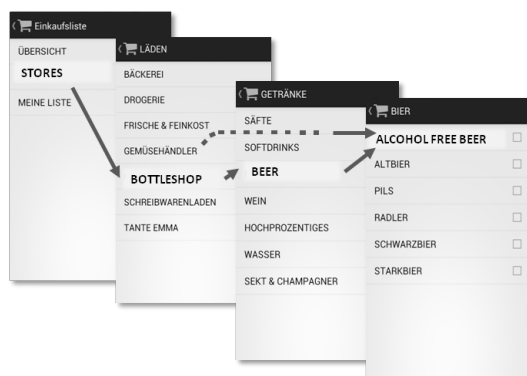 Einkaufsliste
ÜBERSICHT
STORES
MEINE LISTE
LÄDEN
BÄCKEREI
DROGERIE
FRISCHE & FEINKOST
GEMÜSEHÄNDLER
BOTTLESHOP
SCHREIBWARENLADEN
TANTE EMMA
GETRÄNKE
SÄFTE
SOFTDRINKS
BEER
WEIN
HOCHPROZENTIGES
WASSER
SEKT & CHAMPAGNER
BIER
ALCOHOL FREE BEER
ALTBIER
PILS
RADLER
SCHWARZBIER
STARKBIER